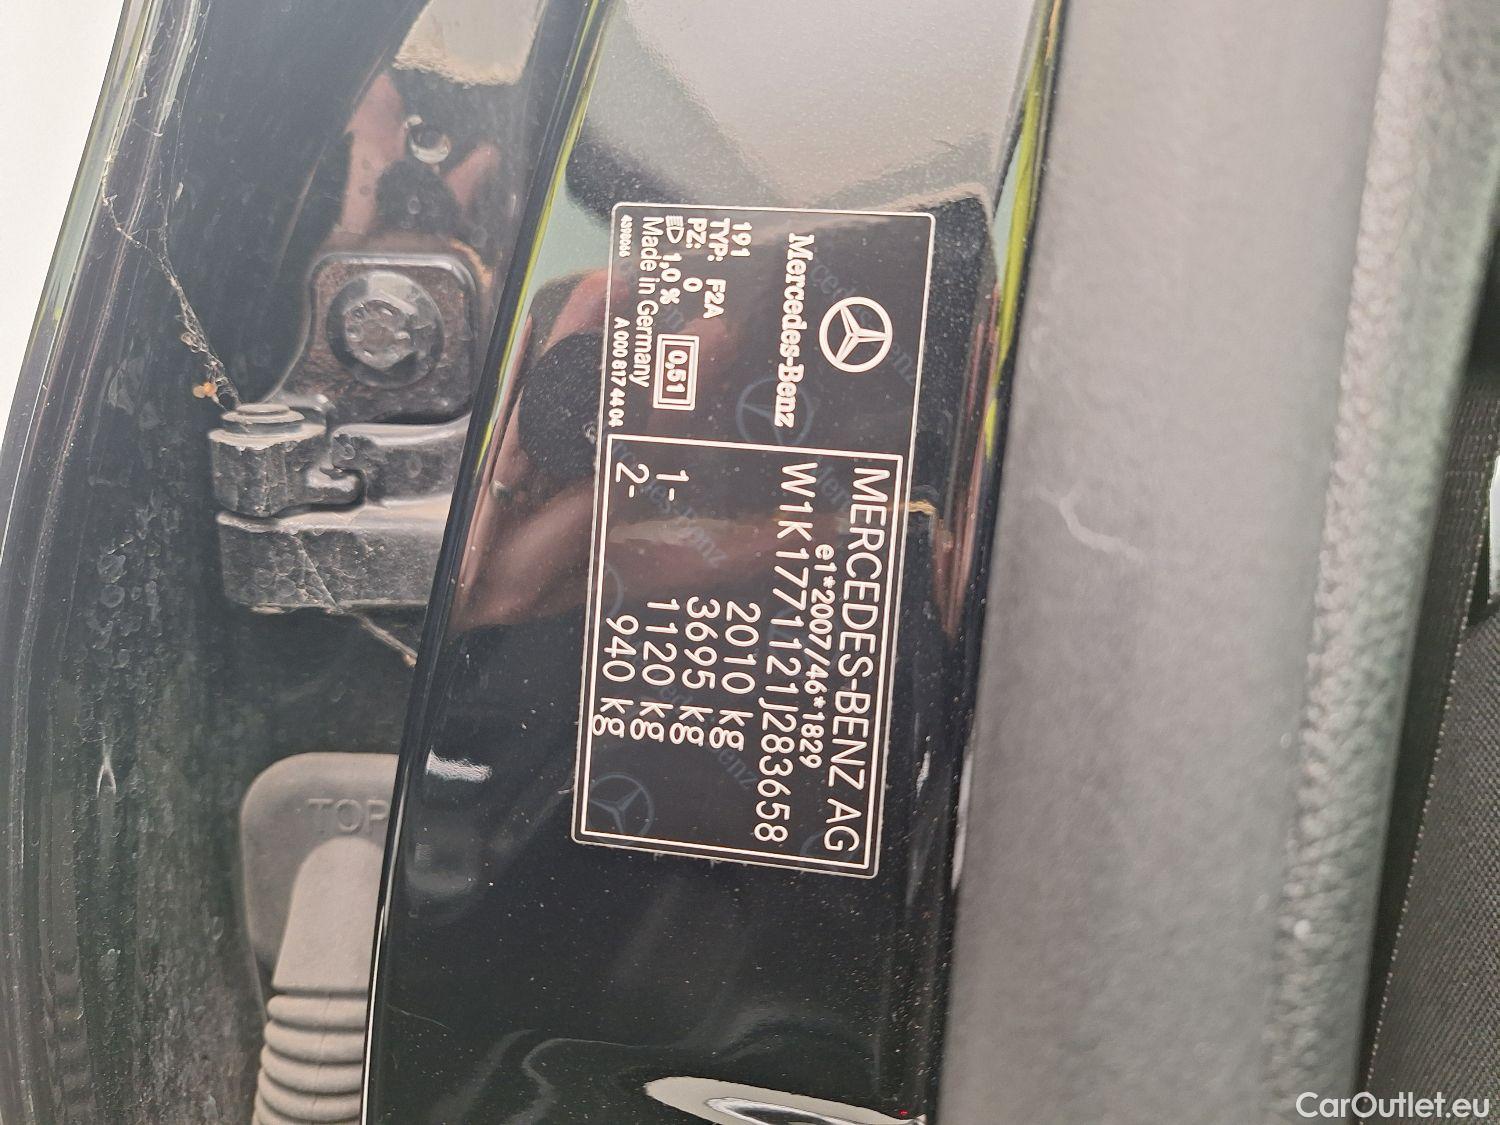 Mercedes-Benz
191
TYP: F2A
PZ: 0
1,0 % 0,51
Made in Germany
A 000 817 44 04
MERCEDES-BENZ AG
e1*2007/46*1829
W1K1771121J283658
2010 kg
3695 kg
1- 1120 kg
2- 940 kg
TOP
CarOutlet.eu